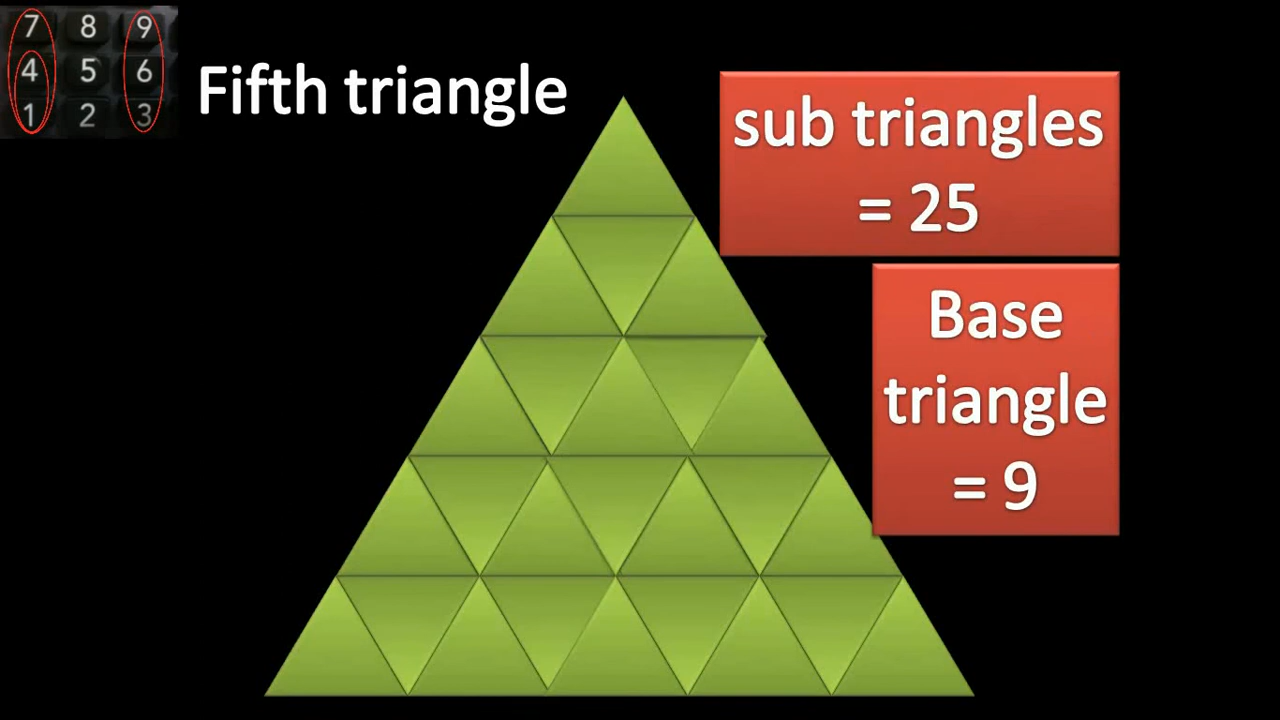 7 8 9
4 5 6
1 2 3
Fifth triangle
sub triangles
= 25
Base
triangle
= 9